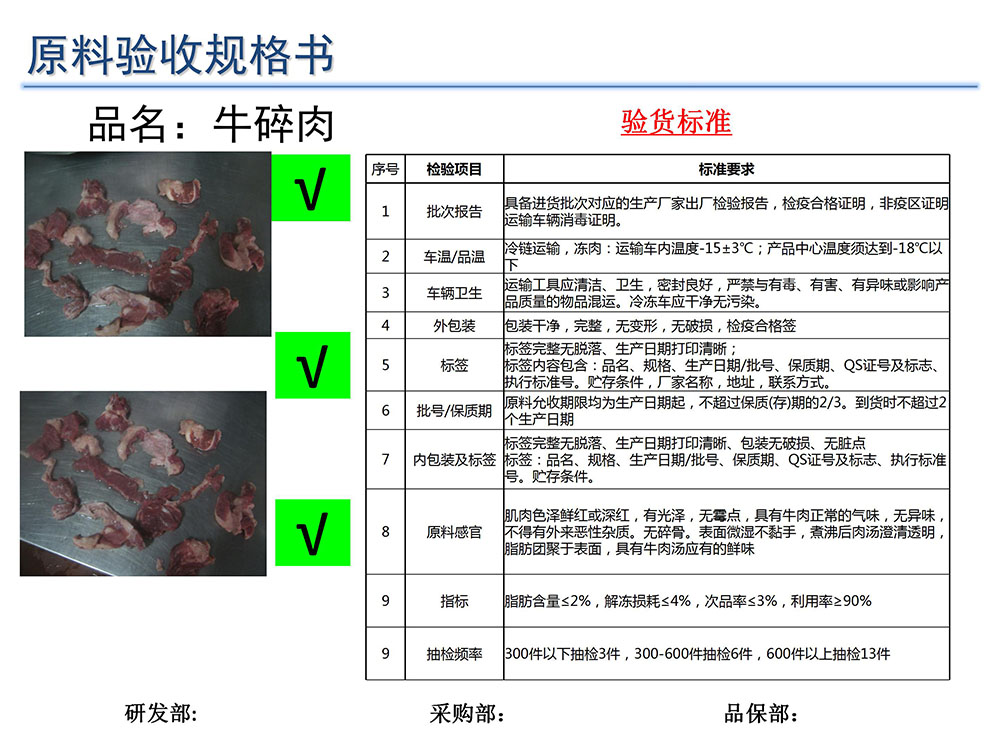 原料验收规格书
品名：牛碎肉
验货标准
√
√
√
序号 检验项目 标准要求
1 批次报告 具备进货批次对应的生产厂家出厂检验报告，检疫合格证明，非疫区证明
运输车辆消毒证明。
2 车温/品温 冷链运输，冻肉：运输车内温度-15±3℃；产品中心温度须达到-18℃以
下
3 车辆卫生 运输工具应清洁、卫生，密封良好，严禁与有毒、有害、有异味或影响产
品质量的物品混运。冷冻车应干净无污染。
4 外包装 包装干净，完整，无变形，无破损，检疫合格签
5 标签 标签完整无脱落、生产日期打印清晰；
标签内容包含：品名、规格、生产日期/批号、保质期、QS证号及标志、
执行标准号。贮存条件，厂家名称，地址，联系方式。
6 批号/保质期 原料允收期限均为生产日期起，不超过保质(存)期的2/3。到货时不超过2
个生产日期
7 内包装及标签 标签完整无脱落、生产日期打印清晰、包装无破损、无脏点
标签：品名、规格、生产日期/批号、保质期、QS证号及标志、执行标准
号。贮存条件。
8 原料感官 肌肉色泽鲜红或深红，有光泽，无霉点，具有牛肉正常的气味，无异味，
不得有外来恶性杂质。无碎骨。表面微湿不黏手，煮沸后肉汤澄清透明，
脂肪团聚于表面，具有牛肉汤应有的鲜味
9 指标 脂肪含量≤2%，解冻损耗≤4%，次品率≤3%，利用率≥90%
9 抽检频率 300件以下抽检3件，300-600件抽检6件，600件以上抽检13件
研发部: 采购部： 品保部：